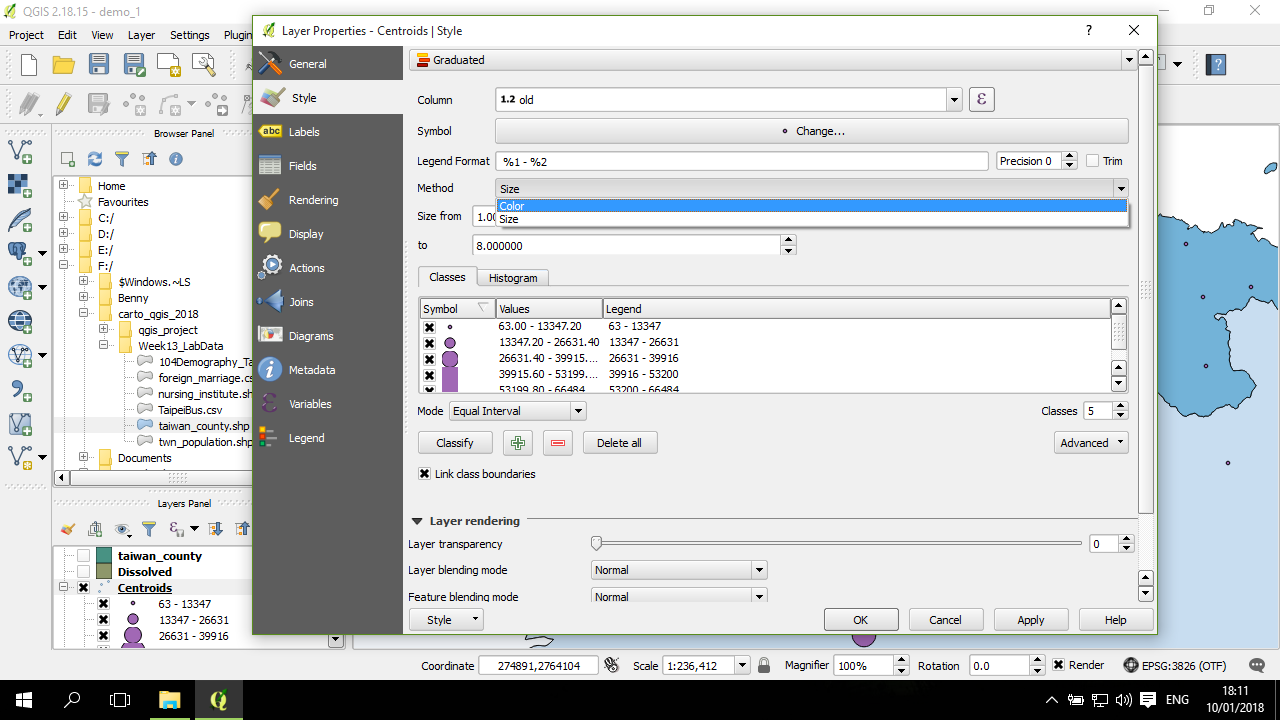 QGIS 2.18.15 - demo_1
Project Edit View Layer Settings Plugin
Browser Panel
Home
Favourites
C:/
D:/
E:/
F:/
$Windows.~LS
Benny
carto_qgis_2018
qgis_project
Week13_LabData
104Demography_Ta
foreign_marriage.cs
nursing_institute.sh
TaipeiBus.csv
taiwan_county.shp
twn_population.shp
Documents
Layers Panel
taiwan_county
Dissolved
Centroids
63 - 13347
13347 - 26631
26631 - 39916
Layer Properties - Centroids | Style
?
General
Style
abc Labels
Fields
Rendering
Display
Actions
Joins
Diagrams
Metadata
Variables
Legend
Graduated
Column 1.2 old ε
Symbol Change...
Legend Format %1 - %2 Precision 0 Trim
Method Size
Color
Size
Size from 1.00
to 8.000000
Classes Histogram
Symbol Values Legend
63.00 - 13347.20 63 - 13347
13347.20 - 26631.40 13347 - 26631
26631.40 - 39915.... 26631 - 39916
39915.60 - 53199.... 39916 - 53200
53199.80 - 66484 53200 - 66484
Mode Equal Interval Classes 5
Classify Delete all Advanced
Link class boundaries
Layer rendering
Layer transparency 0
Layer blending mode Normal
Feature blending mode Normal
Style OK Cancel Apply Help
Coordinate 274891,2764104 Scale 1:236,412 Magnifier 100% Rotation 0.0 Render EPSG:3826 (OTF)
ENG
18:11
10/01/2018